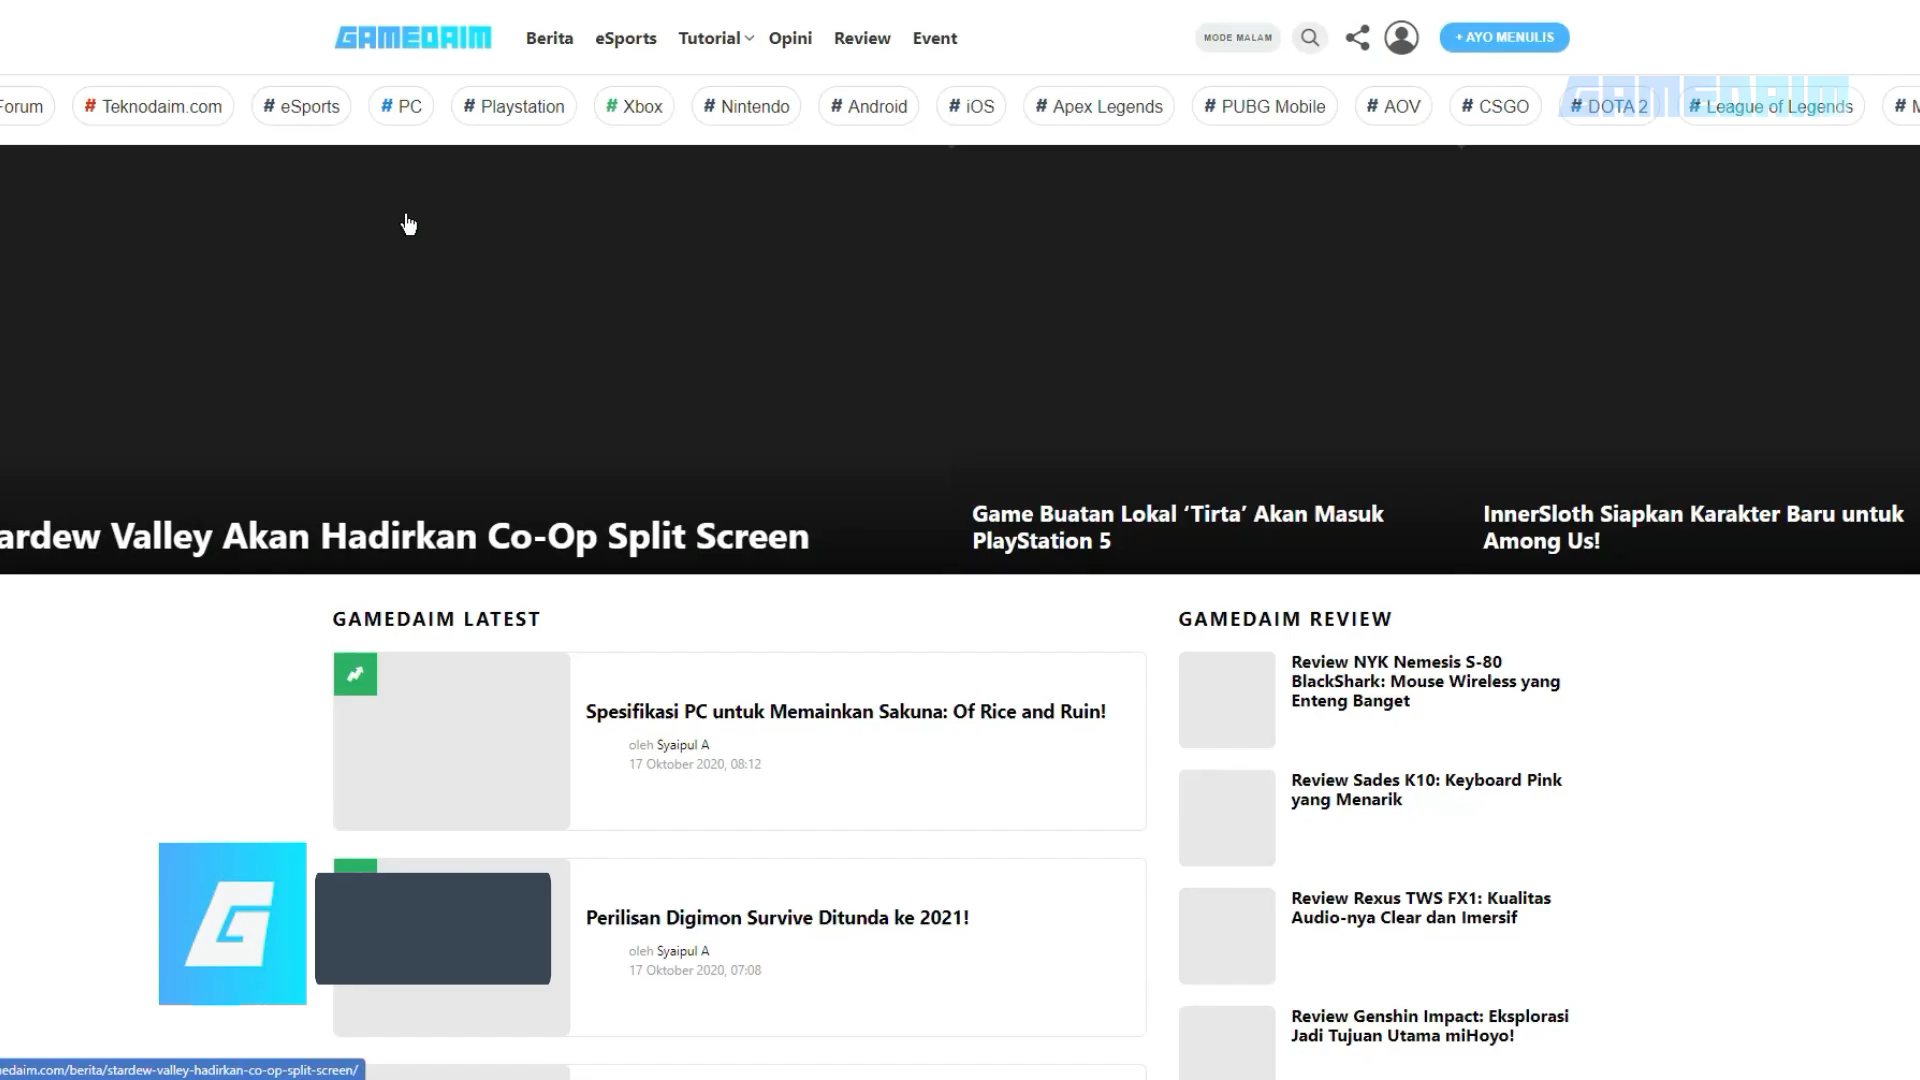 GAMEDAIM
Berita eSports Tutorial Opini Review Event
MODE MALAM
+ AYO MENULIS
GAMEDAIM
Forum # Teknodaim.com # eSports # PC # Playstation # Xbox # Nintendo # Android # iOS # Apex Legends # PUBG Mobile # AOV # CSGO # DOTA 2 # League of Legends # M
ardew Valley Akan Hadirkan Co-Op Split Screen
Game Buatan Lokal ‘Tirta’ Akan Masuk
PlayStation 5
InnerSloth Siapkan Karakter Baru untuk
Among Us!
GAMEDAIM LATEST
Spesifikasi PC untuk Memainkan Sakuna: Of Rice and Ruin!
oleh Syaipul A
17 Oktober 2020, 08:12
Perilisan Digimon Survive Ditunda ke 2021!
oleh Syaipul A
17 Oktober 2020, 07:08
GAMEDAIM REVIEW
Review NYK Nemesis S-80
BlackShark: Mouse Wireless yang
Enteng Banget
Review Sades K10: Keyboard Pink
yang Menarik
Review Rexus TWS FX1: Kualitas
Audio-nya Clear dan Imersif
Review Genshin Impact: Eksplorasi
Jadi Tujuan Utama miHoyo!
G
edaim.com/berita/stardew-valley-hadirkan-co-op-split-screen/